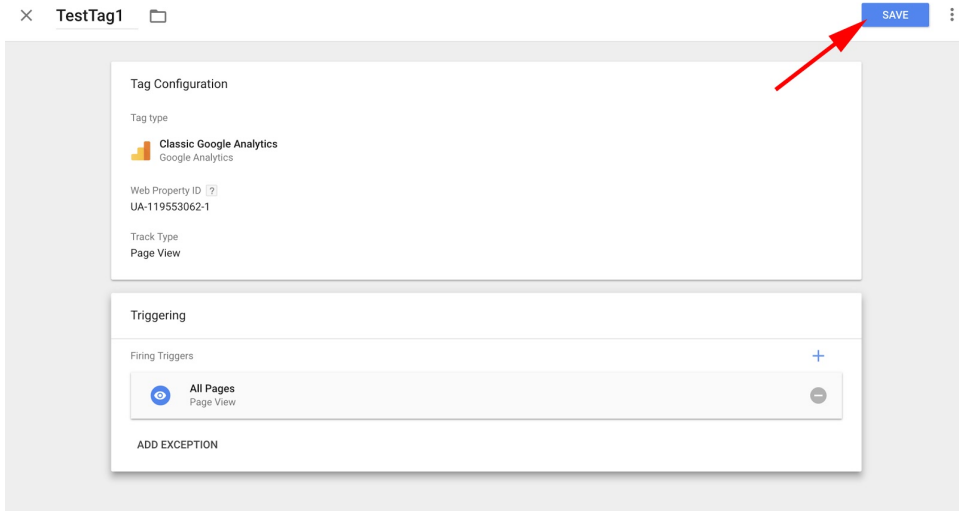 TestTag1
SAVE
Tag Configuration
Tag type
Classic Google Analytics
Google Analytics
Web Property ID ?
UA-119553062-1
Track Type
Page View
Triggering
Firing Triggers
All Pages
Page View
ADD EXCEPTION